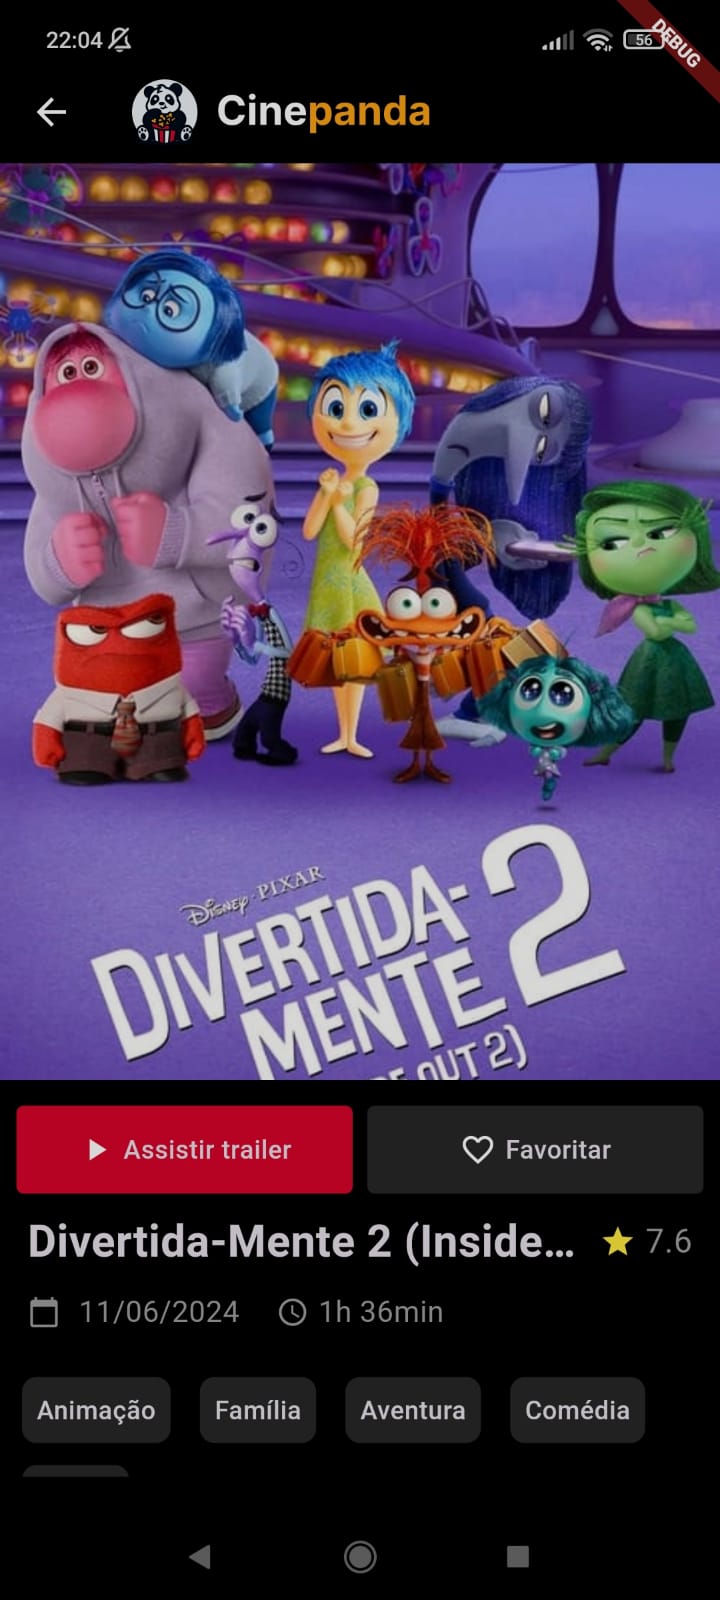 22:04
56
DEBUG
Cinepanda
Disney · PIXAR
DIVERTIDA-
MENTE 2
OUT 2)
Assistir trailer
Favoritar
Divertida-Mente 2 (Inside...
7.6
11/06/2024
1h 36min
Animação
Família
Aventura
Comédia